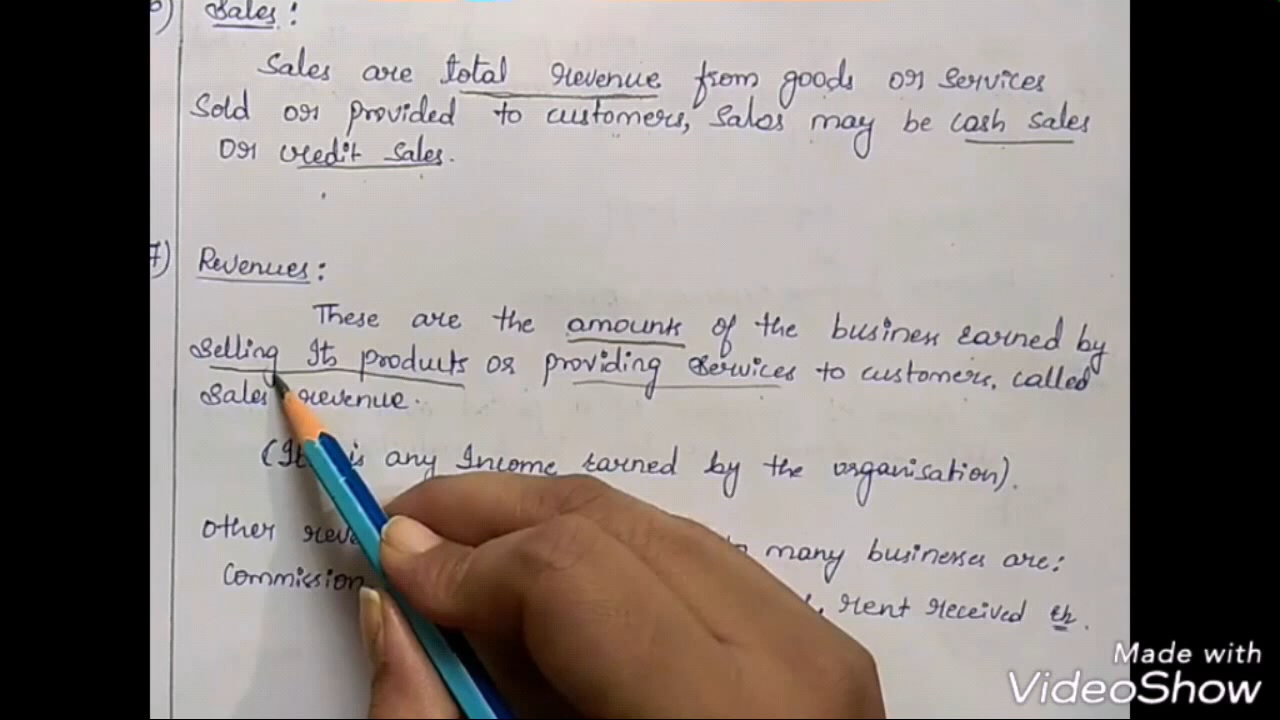 Sales :
Sales are total revenue from goods or services
Sold or provided to customers, Sales may be cash sales
Or credit sales.
7) Revenues :
These are the amounts of the business earned by
Selling Its products or providing services to customers, called
Sales revenue.
(It is any Income earned by the organisation).
Other many businesses are:
Commission rent received etc.
Made with
VideoShow